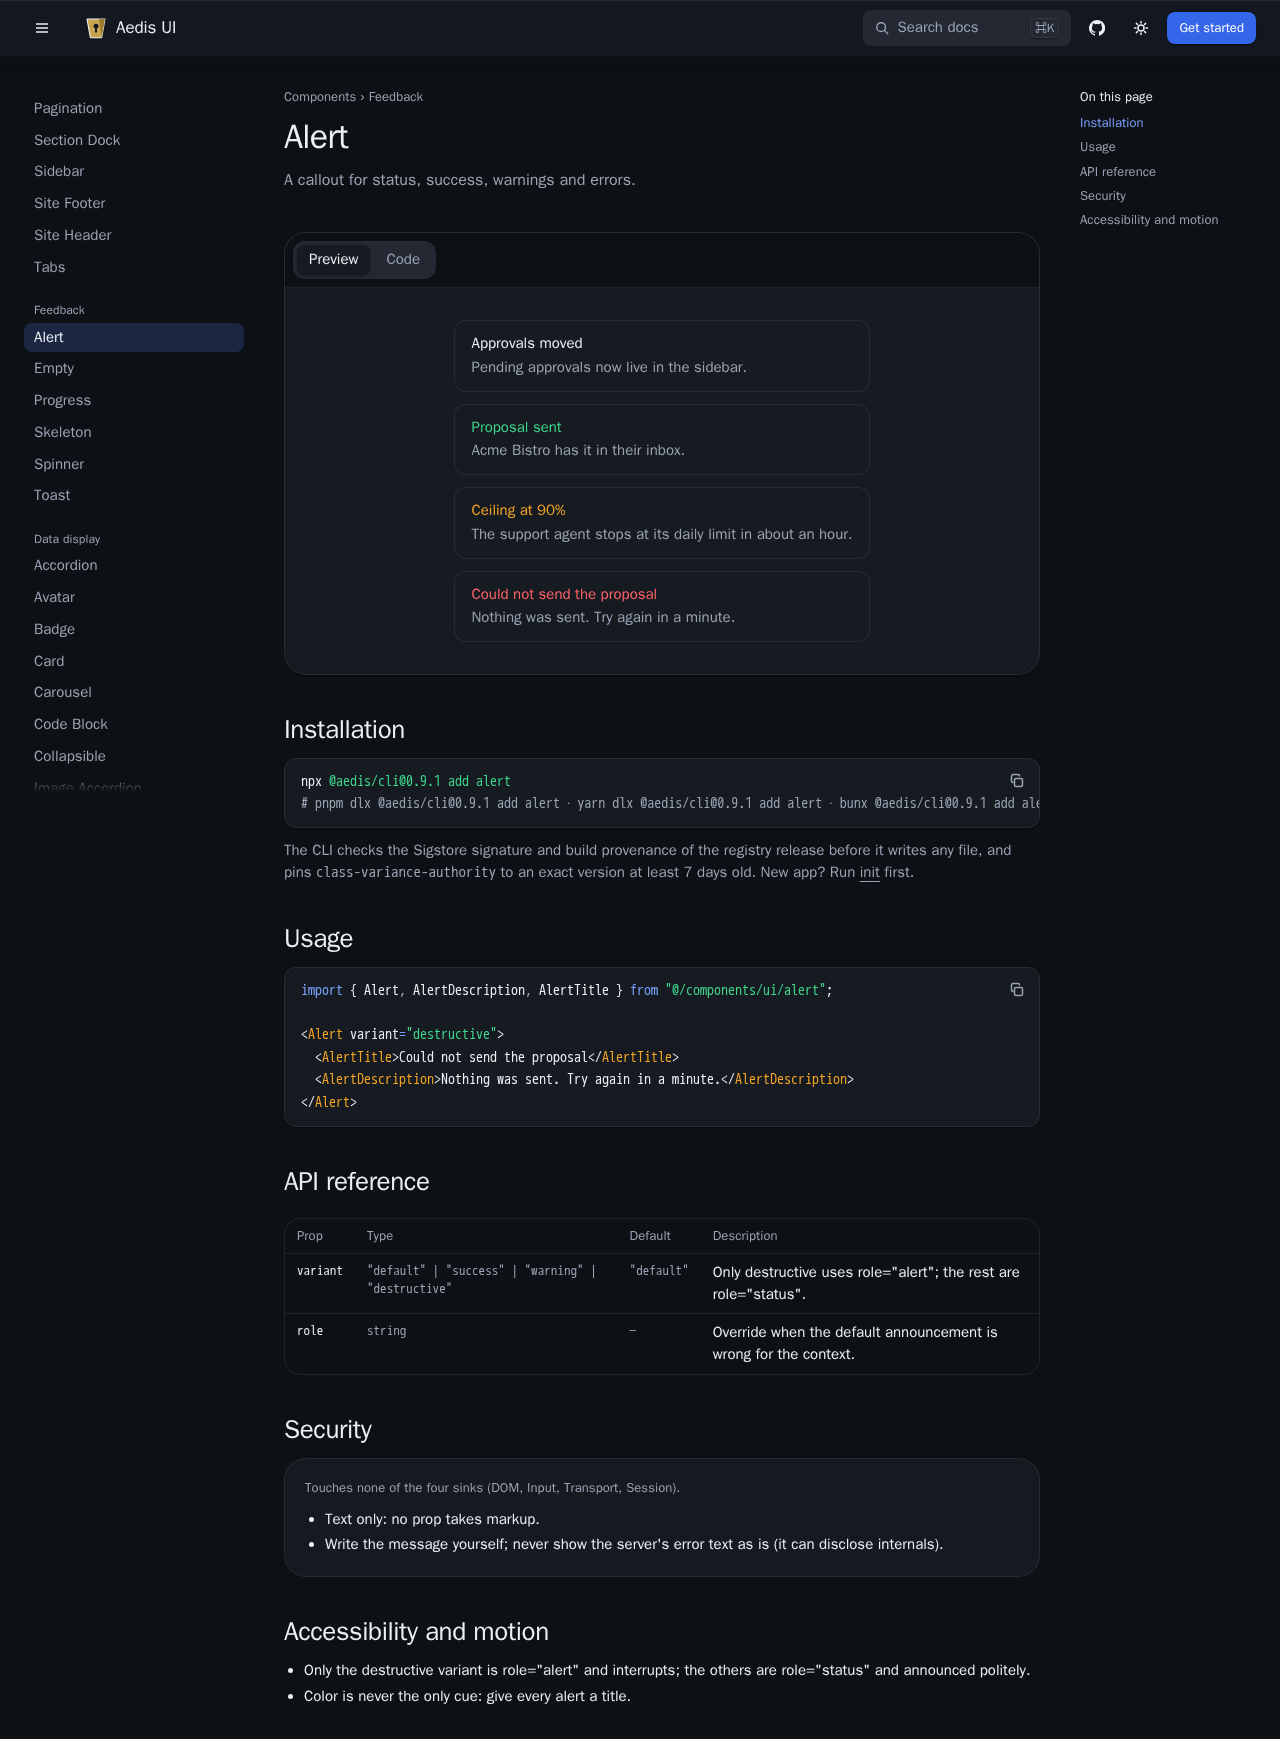 Aedis UI
Search docs
⌘K
Get started
Pagination
Section Dock
Sidebar
Site Footer
Site Header
Tabs
Feedback
Alert
Empty
Progress
Skeleton
Spinner
Toast
Data display
Accordion
Avatar
Badge
Card
Carousel
Code Block
Collapsible
Image Accordion
Components › Feedback
Alert
A callout for status, success, warnings and errors.
Preview
Code
Approvals moved
Pending approvals now live in the sidebar.
Proposal sent
Acme Bistro has it in their inbox.
Ceiling at 90%
The support agent stops at its daily limit in about an hour.
Could not send the proposal
Nothing was sent. Try again in a minute.
Installation
npx @aedis/cli@0.9.1 add alert
# pnpm dlx @aedis/cli@0.9.1 add alert · yarn dlx @aedis/cli@0.9.1 add alert · bunx @aedis/cli@0.9.1 add ale
The CLI checks the Sigstore signature and build provenance of the registry release before it writes any file, and
pins class-variance-authority to an exact version at least 7 days old. New app? Run init first.
Usage
import { Alert, AlertDescription, AlertTitle } from "@/components/ui/alert";
<Alert variant="destructive">
<AlertTitle>Could not send the proposal</AlertTitle>
<AlertDescription>Nothing was sent. Try again in a minute.</AlertDescription>
</Alert>
API reference
Prop Type Default Description
variant "default" | "success" | "warning" | "default" Only destructive uses role="alert"; the rest are
"destructive" role="status".
role string — Override when the default announcement is
wrong for the context.
Security
Touches none of the four sinks (DOM, Input, Transport, Session).
• Text only: no prop takes markup.
• Write the message yourself; never show the server's error text as is (it can disclose internals).
Accessibility and motion
• Only the destructive variant is role="alert" and interrupts; the others are role="status" and announced politely.
• Color is never the only cue: give every alert a title.
On this page
Installation
Usage
API reference
Security
Accessibility and motion